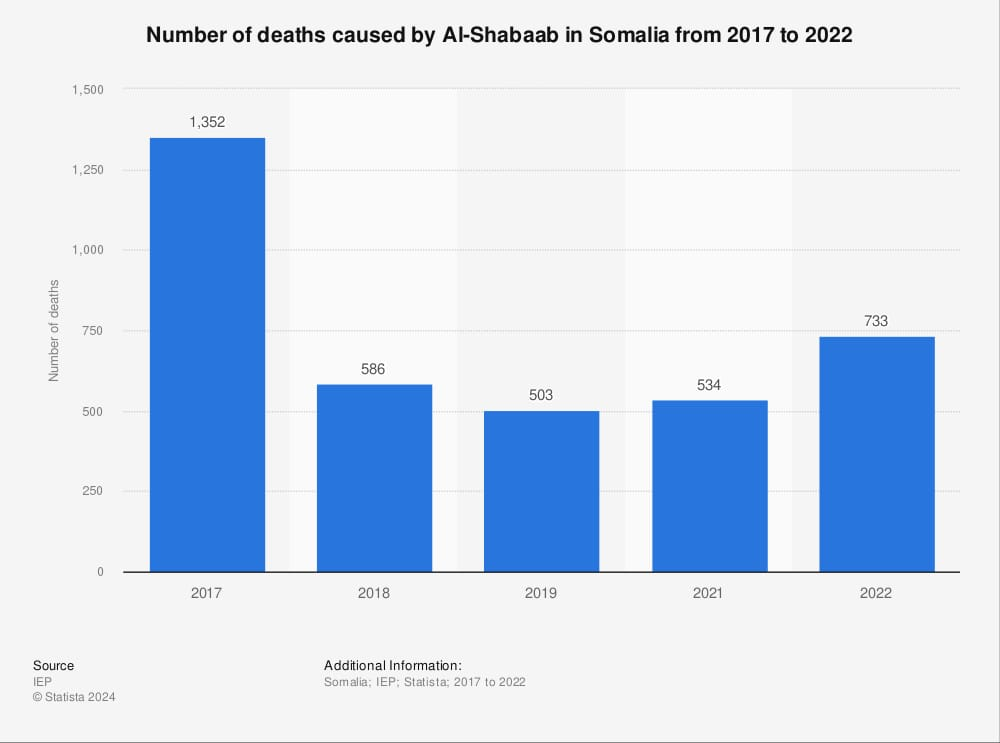 Number of deaths caused by Al-Shabaab in Somalia from 2017 to 2022
1,500
1,250
1,000
750
500
250
0
Number of deaths
1,352
586
503
534
733
2017
2018
2019
2021
2022
Source
IEP
© Statista 2024
Additional Information:
Somalia; IEP; Statista; 2017 to 2022